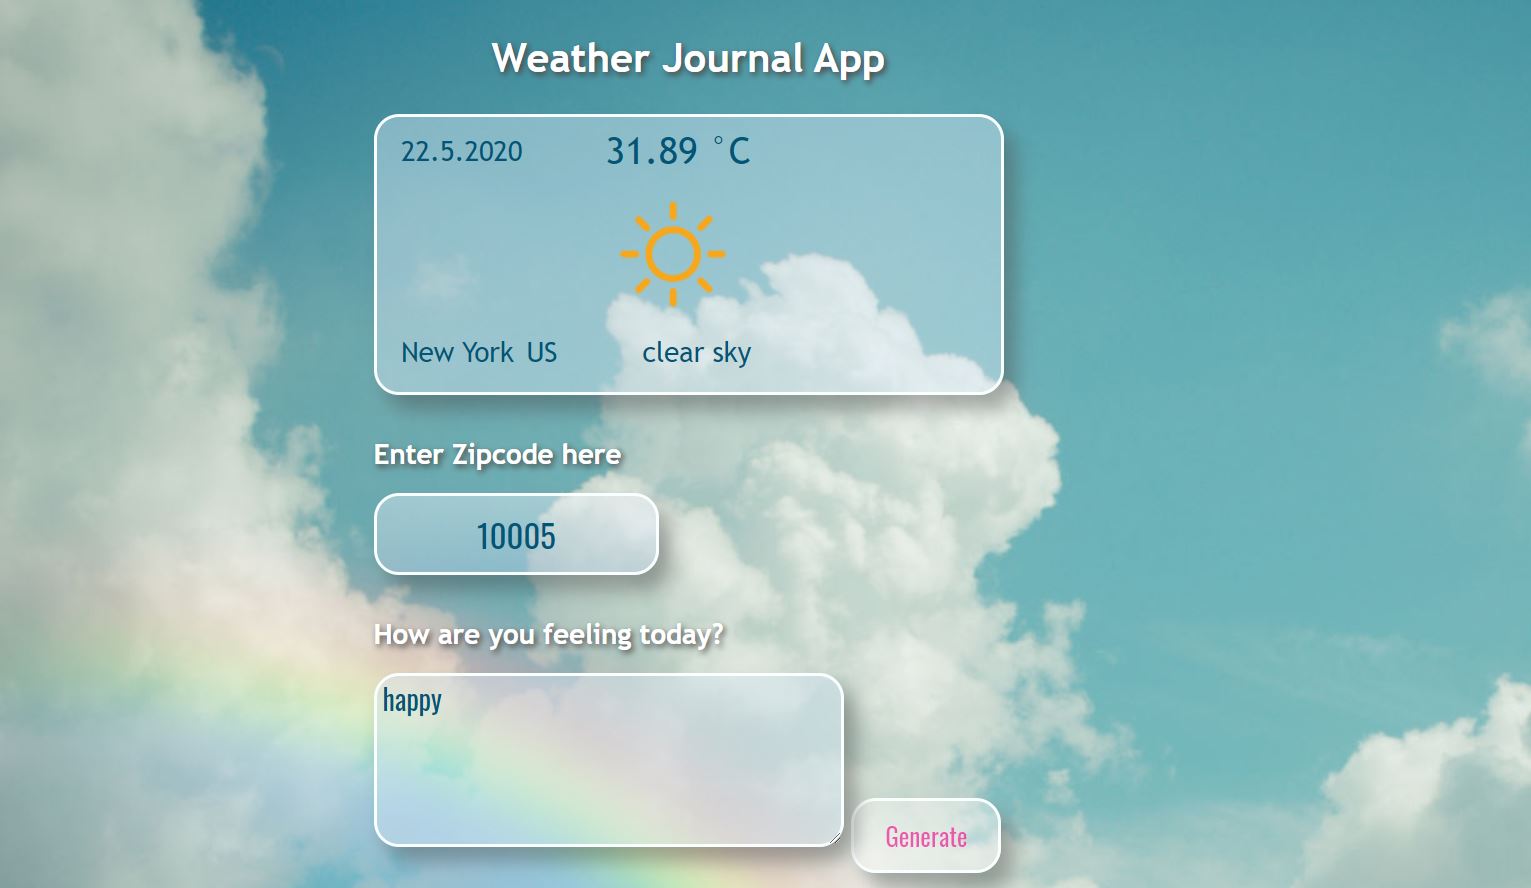 Weather Journal App
22.5.2020 31.89 °C
New York US clear sky
Enter Zipcode here
10005
How are you feeling today?
happy
Generate